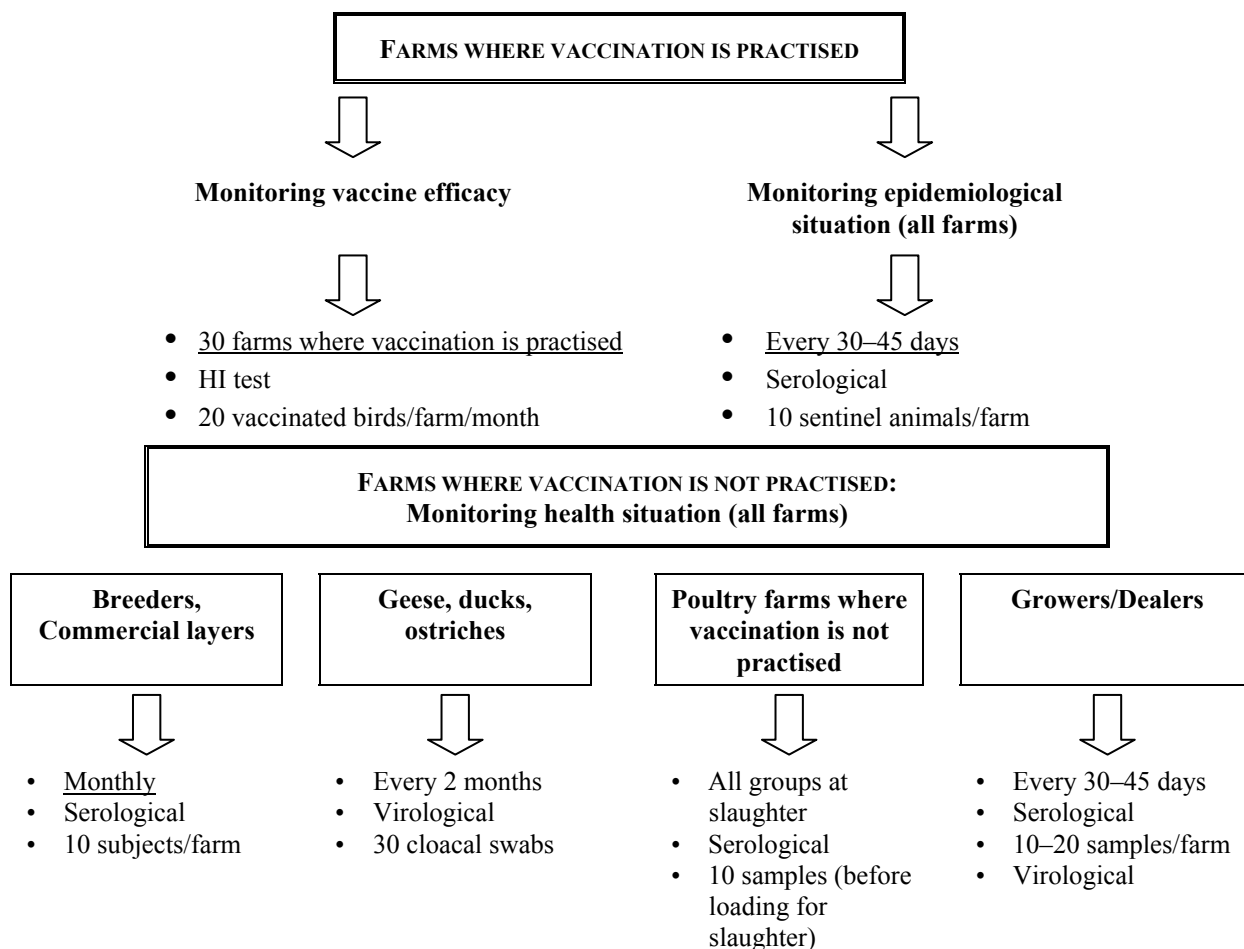 FARMS WHERE VACCINATION IS PRACTISED
Monitoring vaccine efficacy
Monitoring epidemiological
situation (all farms)
• 30 farms where vaccination is practised
• HI test
• 20 vaccinated birds/farm/month
• Every 30–45 days
• Serological
• 10 sentinel animals/farm
FARMS WHERE VACCINATION IS NOT PRACTISED:
Monitoring health situation (all farms)
Breeders,
Commercial layers
Geese, ducks,
ostriches
Poultry farms where
vaccination is not
practised
Growers/Dealers
• Monthly
• Serological
• 10 subjects/farm
• Every 2 months
• Virological
• 30 cloacal swabs
• All groups at
slaughter
• Serological
• 10 samples (before
loading for
slaughter)
• Every 30–45 days
• Serological
• 10–20 samples/farm
• Virological